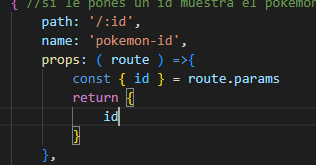 { //si le pones un id muestra el pokemon
path: '/:id',
name: 'pokemon-id',
props: ( route ) =>{
const { id } = route.params
return {
id
}
},